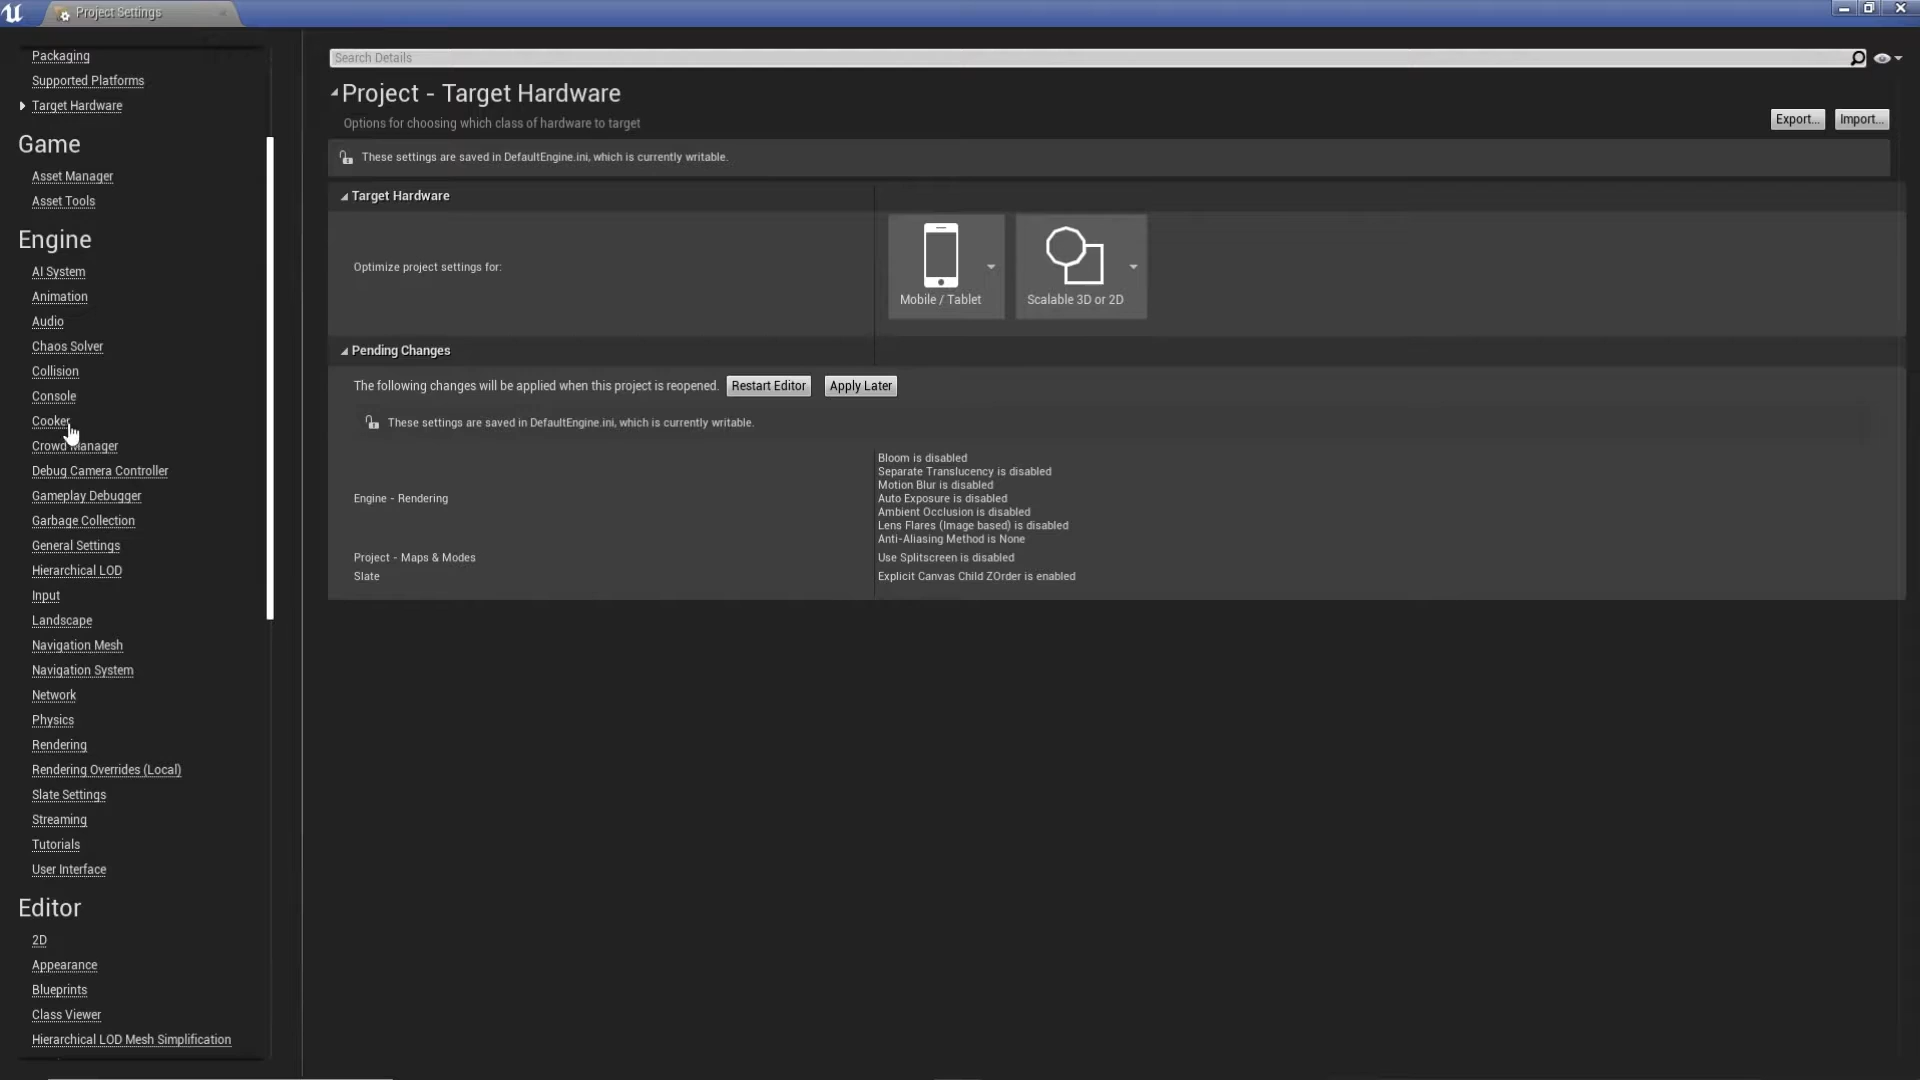 Project Settings
Packaging
Supported Platforms
Target Hardware
Game
Asset Manager
Asset Tools
Engine
AI System
Animation
Audio
Chaos Solver
Collision
Console
Cooker
Crowd Manager
Debug Camera Controller
Gameplay Debugger
Garbage Collection
General Settings
Hierarchical LOD
Input
Landscape
Navigation Mesh
Navigation System
Network
Physics
Rendering
Rendering Overrides (Local)
Slate Settings
Streaming
Tutorials
User Interface
Editor
2D
Appearance
Blueprints
Class Viewer
Hierarchical LOD Mesh Simplification
Search Details
Project - Target Hardware
Options for choosing which class of hardware to target
Export... Import...
These settings are saved in DefaultEngine.ini, which is currently writable.
Target Hardware
Optimize project settings for:
Mobile / Tablet Scalable 3D or 2D
Pending Changes
The following changes will be applied when this project is reopened. Restart Editor Apply Later
These settings are saved in DefaultEngine.ini, which is currently writable.
Engine - Rendering
Bloom is disabled
Separate Translucency is disabled
Motion Blur is disabled
Auto Exposure is disabled
Ambient Occlusion is disabled
Lens Flares (Image based) is disabled
Anti-Aliasing Method is None
Project - Maps & Modes Use Splitscreen is disabled
Slate Explicit Canvas Child ZOrder is enabled